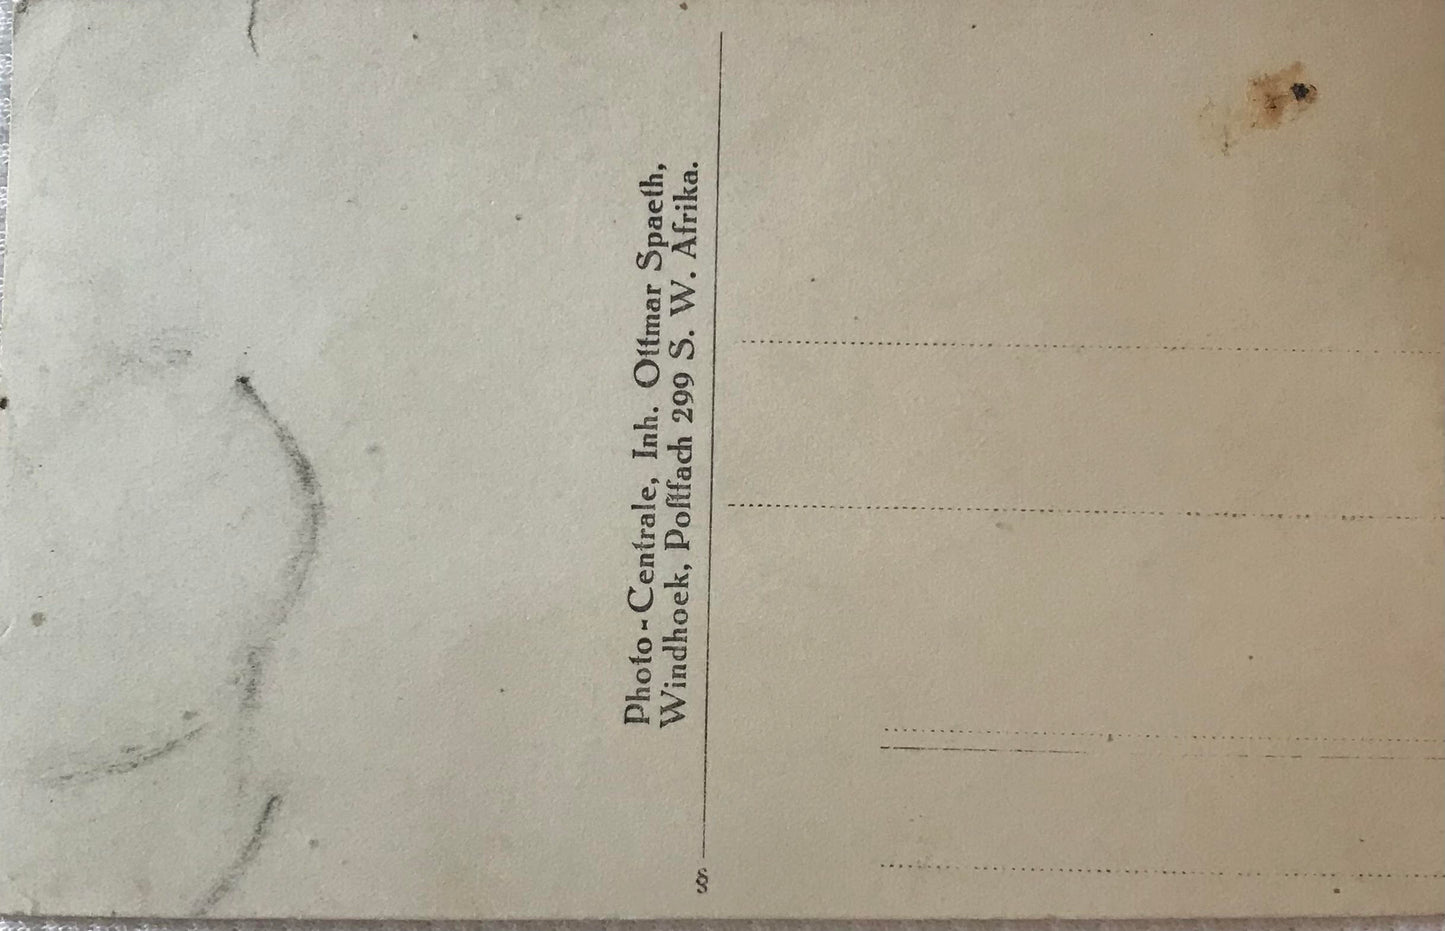 Photo-Centrale, Inh. Ottmar Spaeth,
Windhoek, Poſtfach 299 S. W. Afrika.